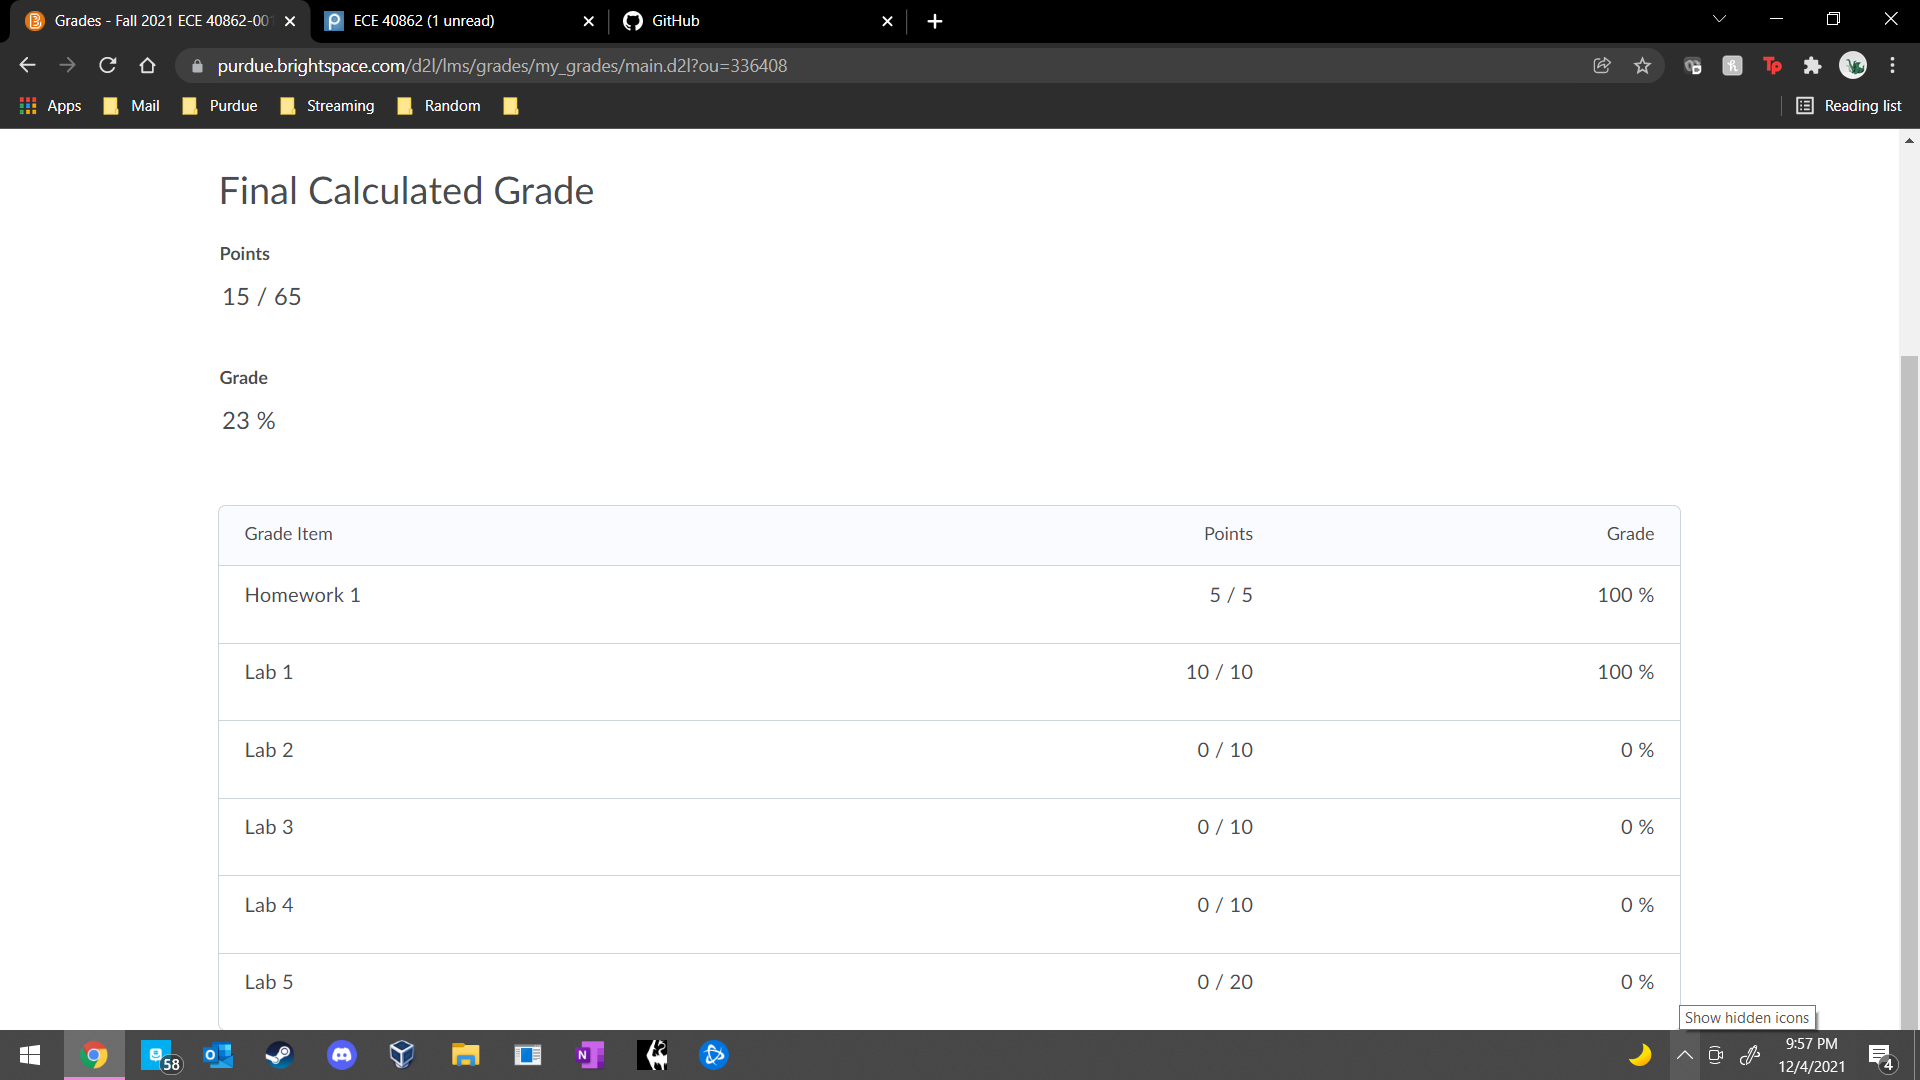 Grades - Fall 2021 ECE 40862-001
ECE 40862 (1 unread)
GitHub
purdue.brightspace.com/d2l/lms/grades/my_grades/main.d2l?ou=336408
Apps Mail Purdue Streaming Random Reading list
Final Calculated Grade
Points
15 / 65
Grade
23 %
Grade Item Points Grade
Homework 1 5 / 5 100 %
Lab 1 10 / 10 100 %
Lab 2 0 / 10 0 %
Lab 3 0 / 10 0 %
Lab 4 0 / 10 0 %
Lab 5 0 / 20 0 %
Show hidden icons
58
9:57 PM
12/4/2021
4